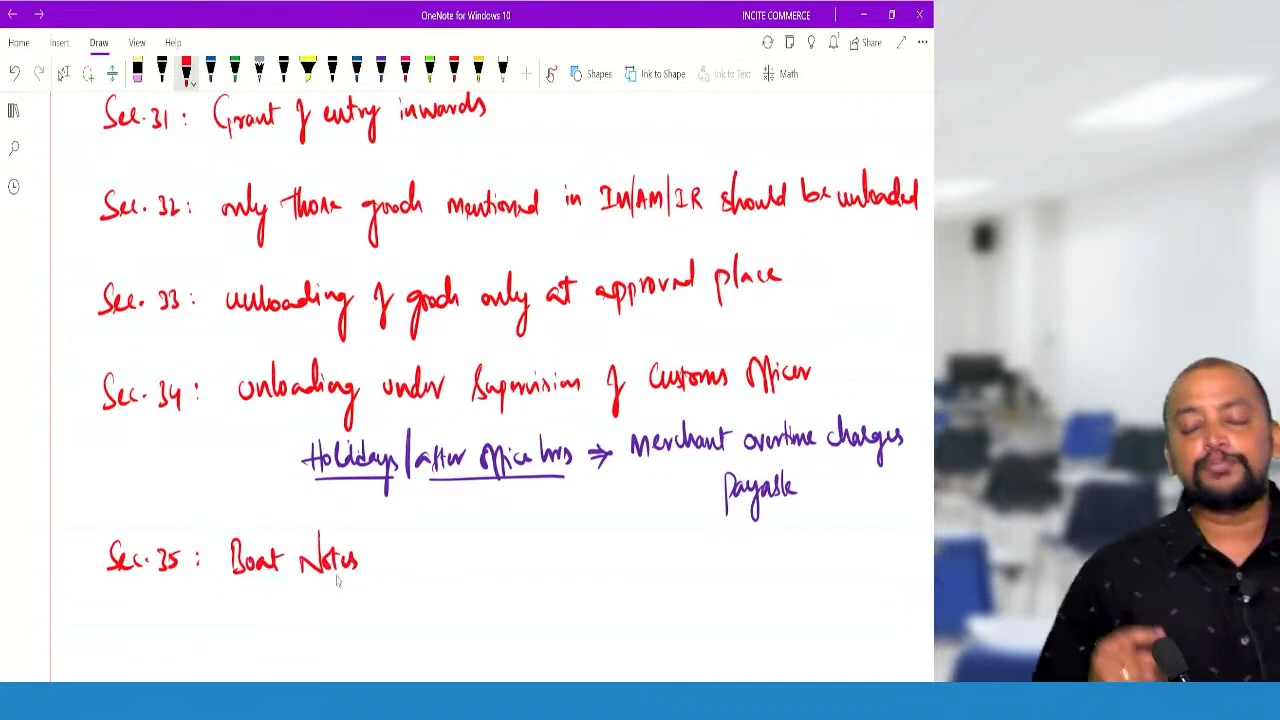 OneNote for Windows 10
INCITE COMMERCE
Home Insert Draw View Help
Share
Shapes Ink to Shape Ink to Text Math
Sec.31: Grant of entry inwards
Sec.32: only those goods mentioned in IM/AM/IR should be unloaded
Sec.33: unloading of goods only at approved place
Sec.34: unloading under supervision of Customs officer
Holidays/after office hrs ⇒ Merchant overtime charges
payable
Sec.35: Boat Notes